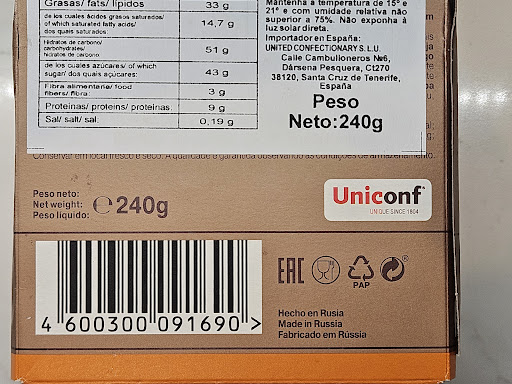 Grasas/ fats/ lípidos 33 g
de los cuales ácidos grasos saturados/
of which saturated fatty acids/ 14,7 g
dos quais saturados:
Hidratos de carbono/
carbohydrates/ 51 g
hidratos de carbono
de los cuales azúcares/ of which
sugar/ dos quais açúcares: 43 g
Fibra alimentaria/ food
fibers/ fibra: 3 g
Proteínas/ proteins/ proteínas. 9 g
Sal/ salt/ sal. 0,19 g
Mantenha a temperatura de 15° e
21° e com umidade relativa não
superior a 75%. Não exponha à
luz solar direta.
Importador en España:
UNITED CONFECTIONARY S.L.U.
Calle Cambulloneros №6,
Dársena Pesquera, Ct270
38120, Santa Cruz de Tenerife,
España
Peso
Neto:240g
Conservar em local fresco e seco. A qualidade é garantida observando as condições de armazenamento.
Peso neto:
Net weight: ℮240g
Peso líquido:
Uniconf®
UNIQUE SINCE 1804
EAC
PAP
4 600300 091690 >
Hecho en Rusia
Made in Russia
Fabricado em Rússia